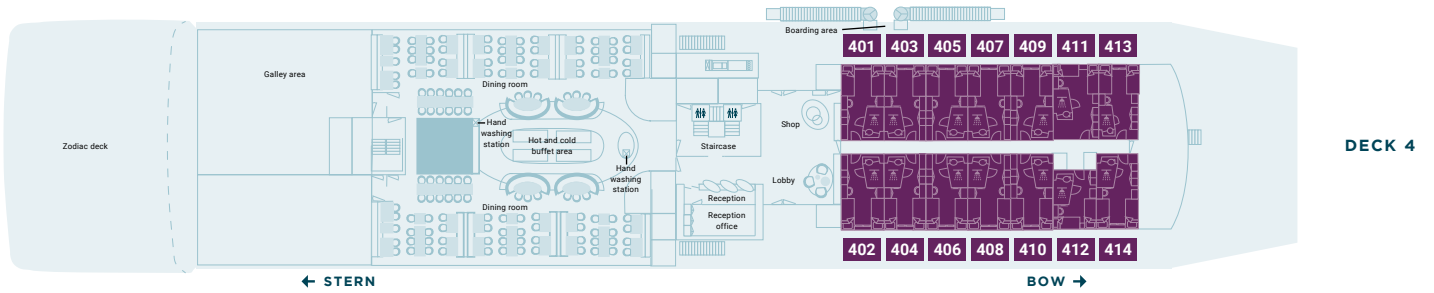 Boarding area
401 403 405 407 409 411 413
Galley area
Dining room
Hand
washing
station
Hot and cold
buffet area
Hand
washing
station
Shop
Staircase
Zodiac deck
DECK 4
Lobby
Reception
Reception
office
Dining room
402 404 406 408 410 412 414
STERN
BOW